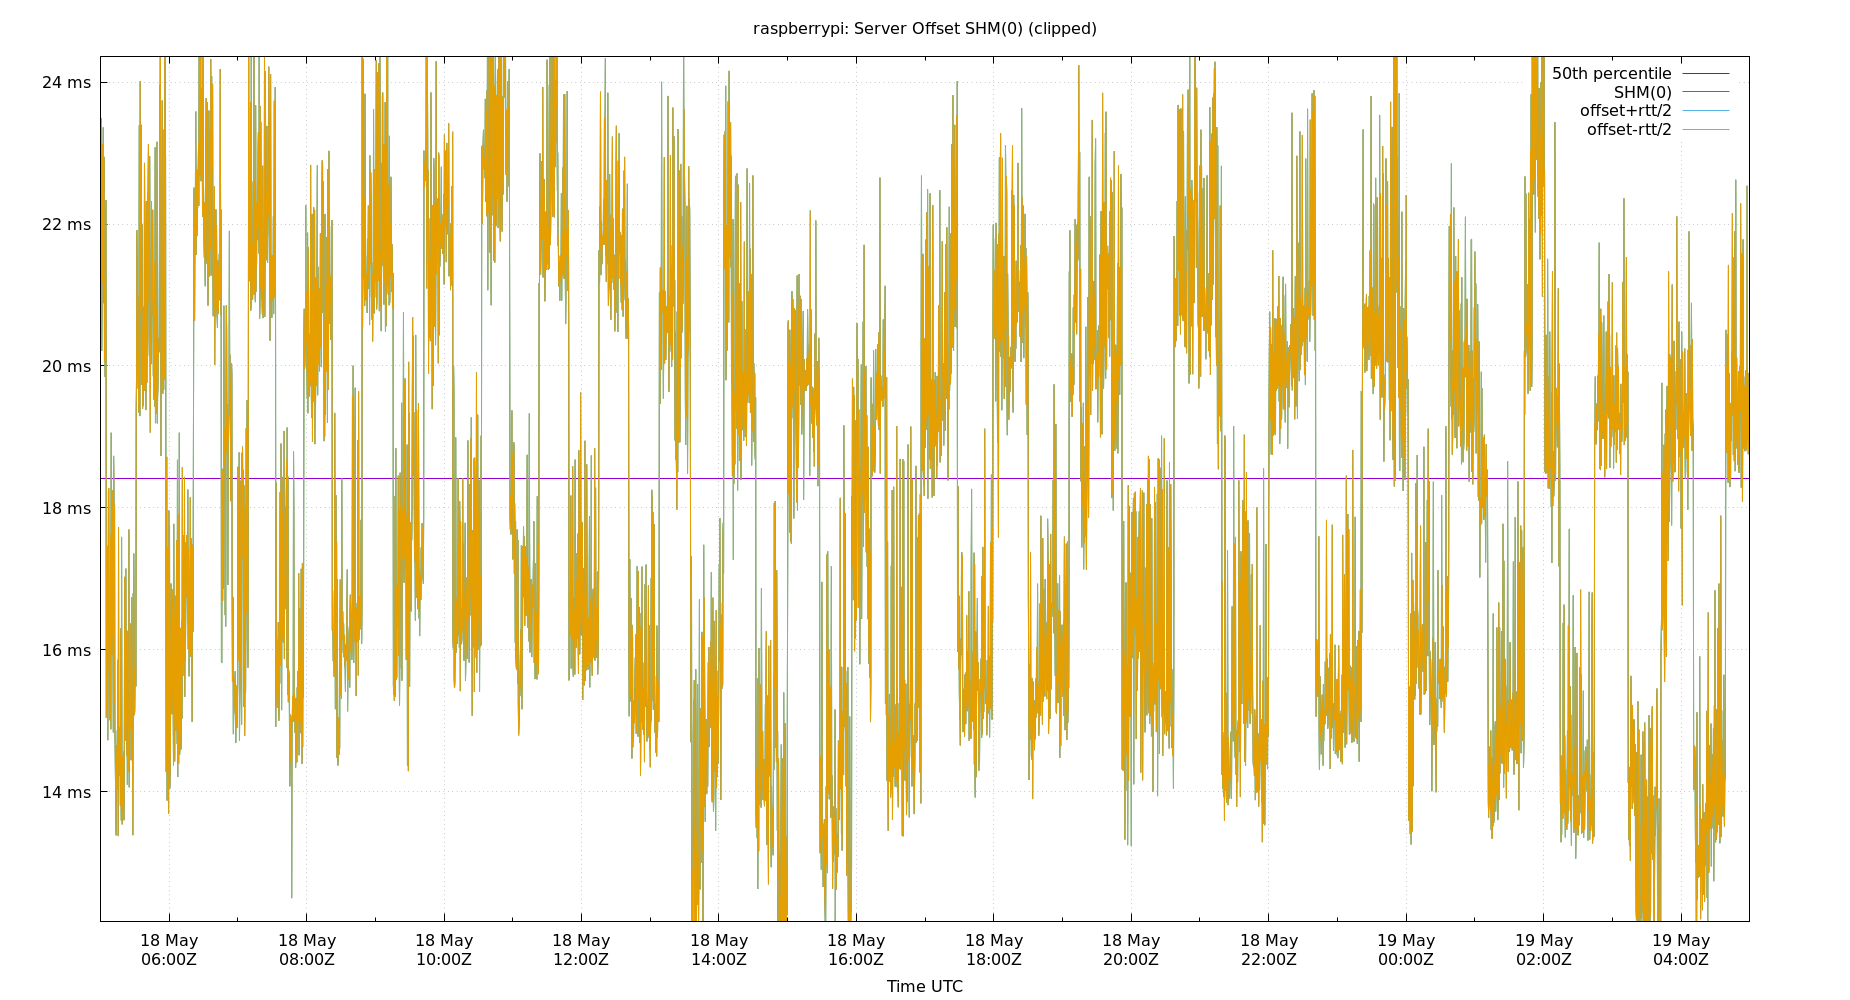 raspberrypi: Server Offset SHM(0) (clipped)
50th percentile
SHM(0)
offset+rtt/2
offset-rtt/2
24 ms
22 ms
20 ms
18 ms
16 ms
14 ms
18 May 18 May 18 May 18 May 18 May 18 May 18 May 18 May 18 May 19 May 19 May 19 May
06:00Z 08:00Z 10:00Z 12:00Z 14:00Z 16:00Z 18:00Z 20:00Z 22:00Z 00:00Z 02:00Z 04:00Z
Time UTC